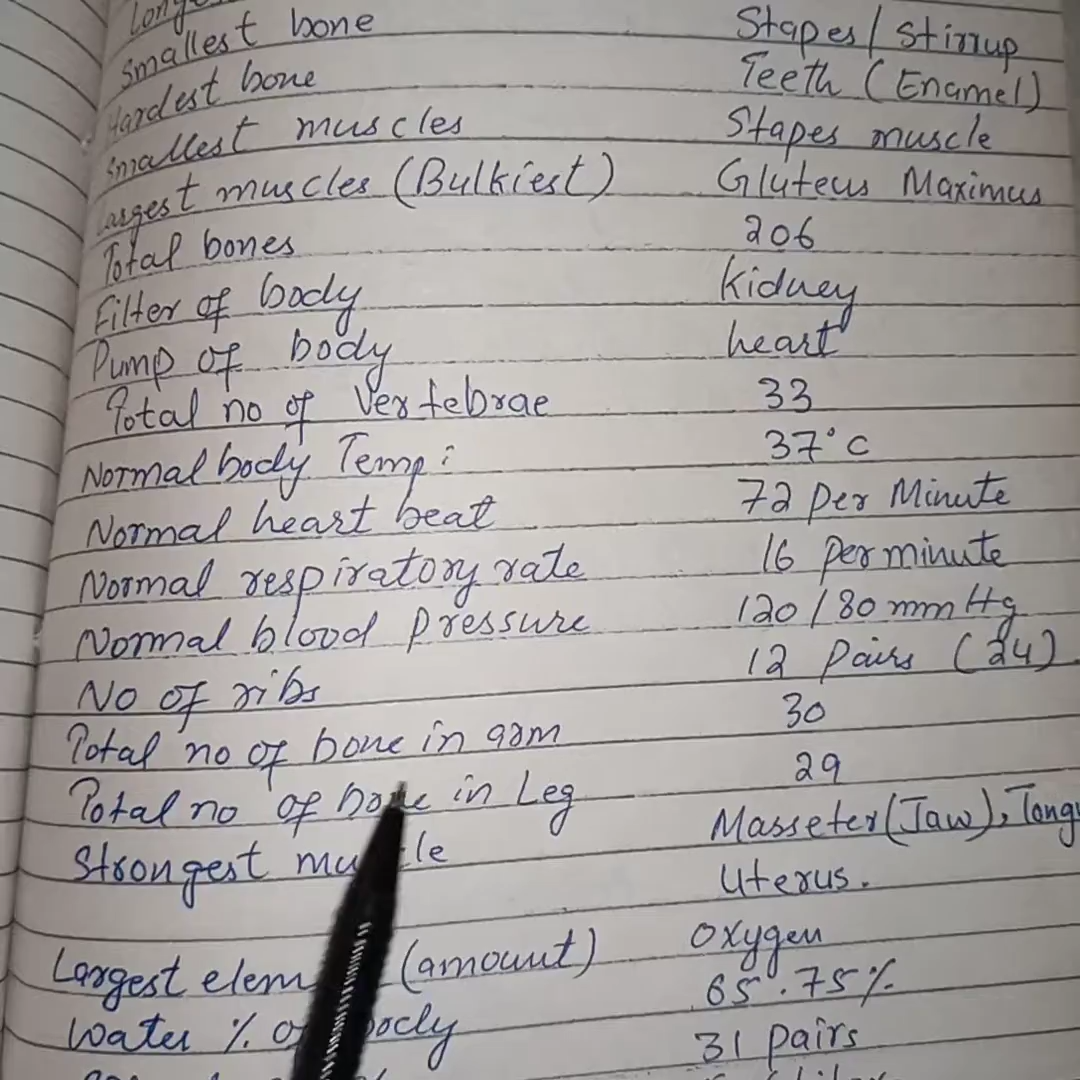 Smallest bone Stapes / Stirrup
Hardest bone Teeth (Enamel)
Smallest muscles Stapes muscle
Largest muscles (Bulkiest) Gluteus Maximus
Total bones 206
Filter of body Kidney
Pump of body heart
Total no of Vertebrae 33
Normal body Temp: 37°C
Normal heart beat 72 per Minute
Normal respiratory rate 16 per minute
Normal blood pressure 120/80 mm Hg
No of ribs 12 pairs (24)
Total no of bone in arm 30
Total no of bone in Leg 29
Strongest muscle Masseter (Jaw), Tong
Uterus.
Largest elem (amount) Oxygen
Water % of body 65.75%
31 pairs